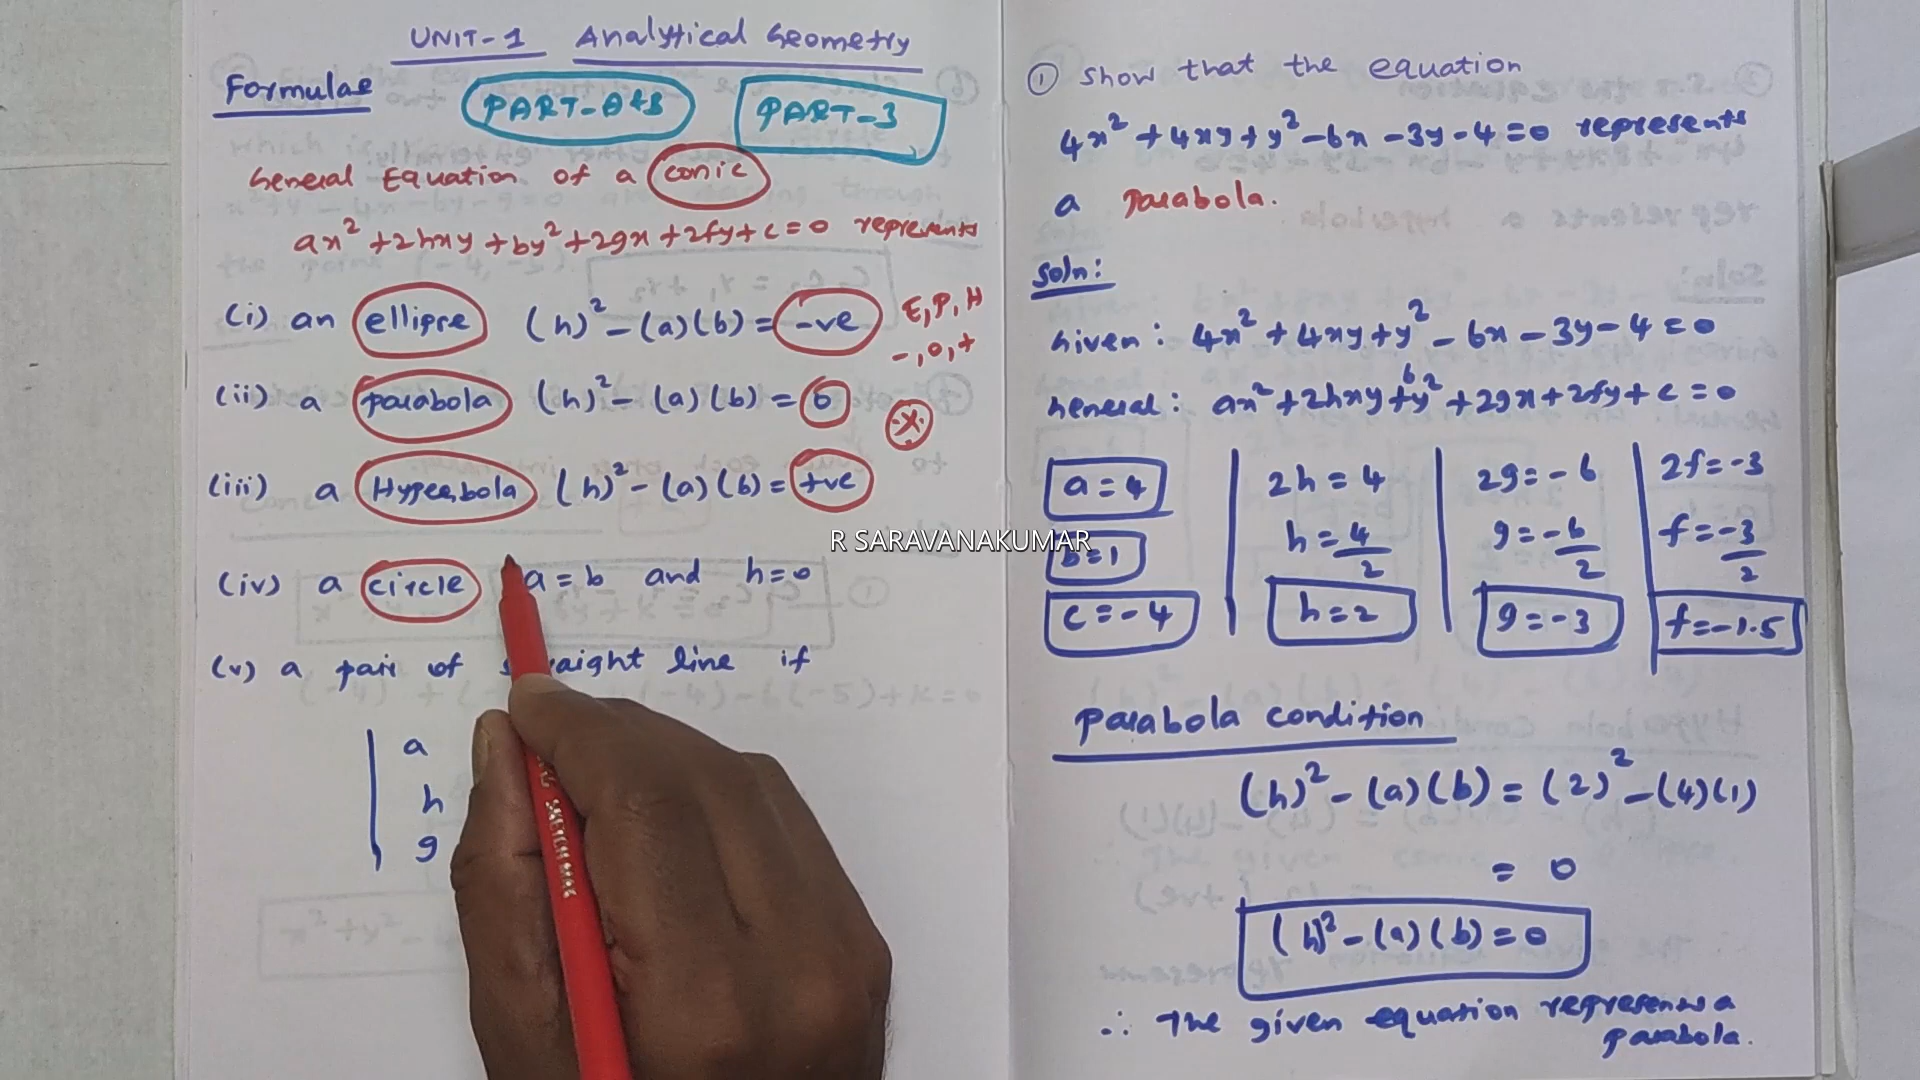 UNIT-1 Analytical Geometry
Formulae
PART-A&B PART-3
General Equation of a conic
ax² + 2hxy + by² + 2gx + 2fy + c = 0 represents
(i) an ellipse (h)² - (a)(b) = -ve
E, P, H
-, 0, +
(ii) a parabola (h)² - (a)(b) = 0
(iii) a Hyperbola (h)² - (a)(b) = +ve
(iv) a circle a = b and h = 0
(v) a pair of straight line if
a
h
g
R SARAVANAKUMAR
① Show that the equation
4x² + 4xy + y² - 6x - 3y - 4 = 0 represents
a parabola.
Soln:
Given: 4x² + 4xy + y² - 6x - 3y - 4 = 0
General: ax² + 2hxy + by² + 2gx + 2fy + c = 0
a = 4 2h = 4 2g = -6 2f = -3
b = 1 h = 4/2 g = -6/2 f = -3/2
c = -4 h = 2 g = -3 f = -1.5
Parabola condition
(h)² - (a)(b) = (2)² - (4)(1)
= 0
(h)² - (a)(b) = 0
∴ The given equation represents a
parabola.